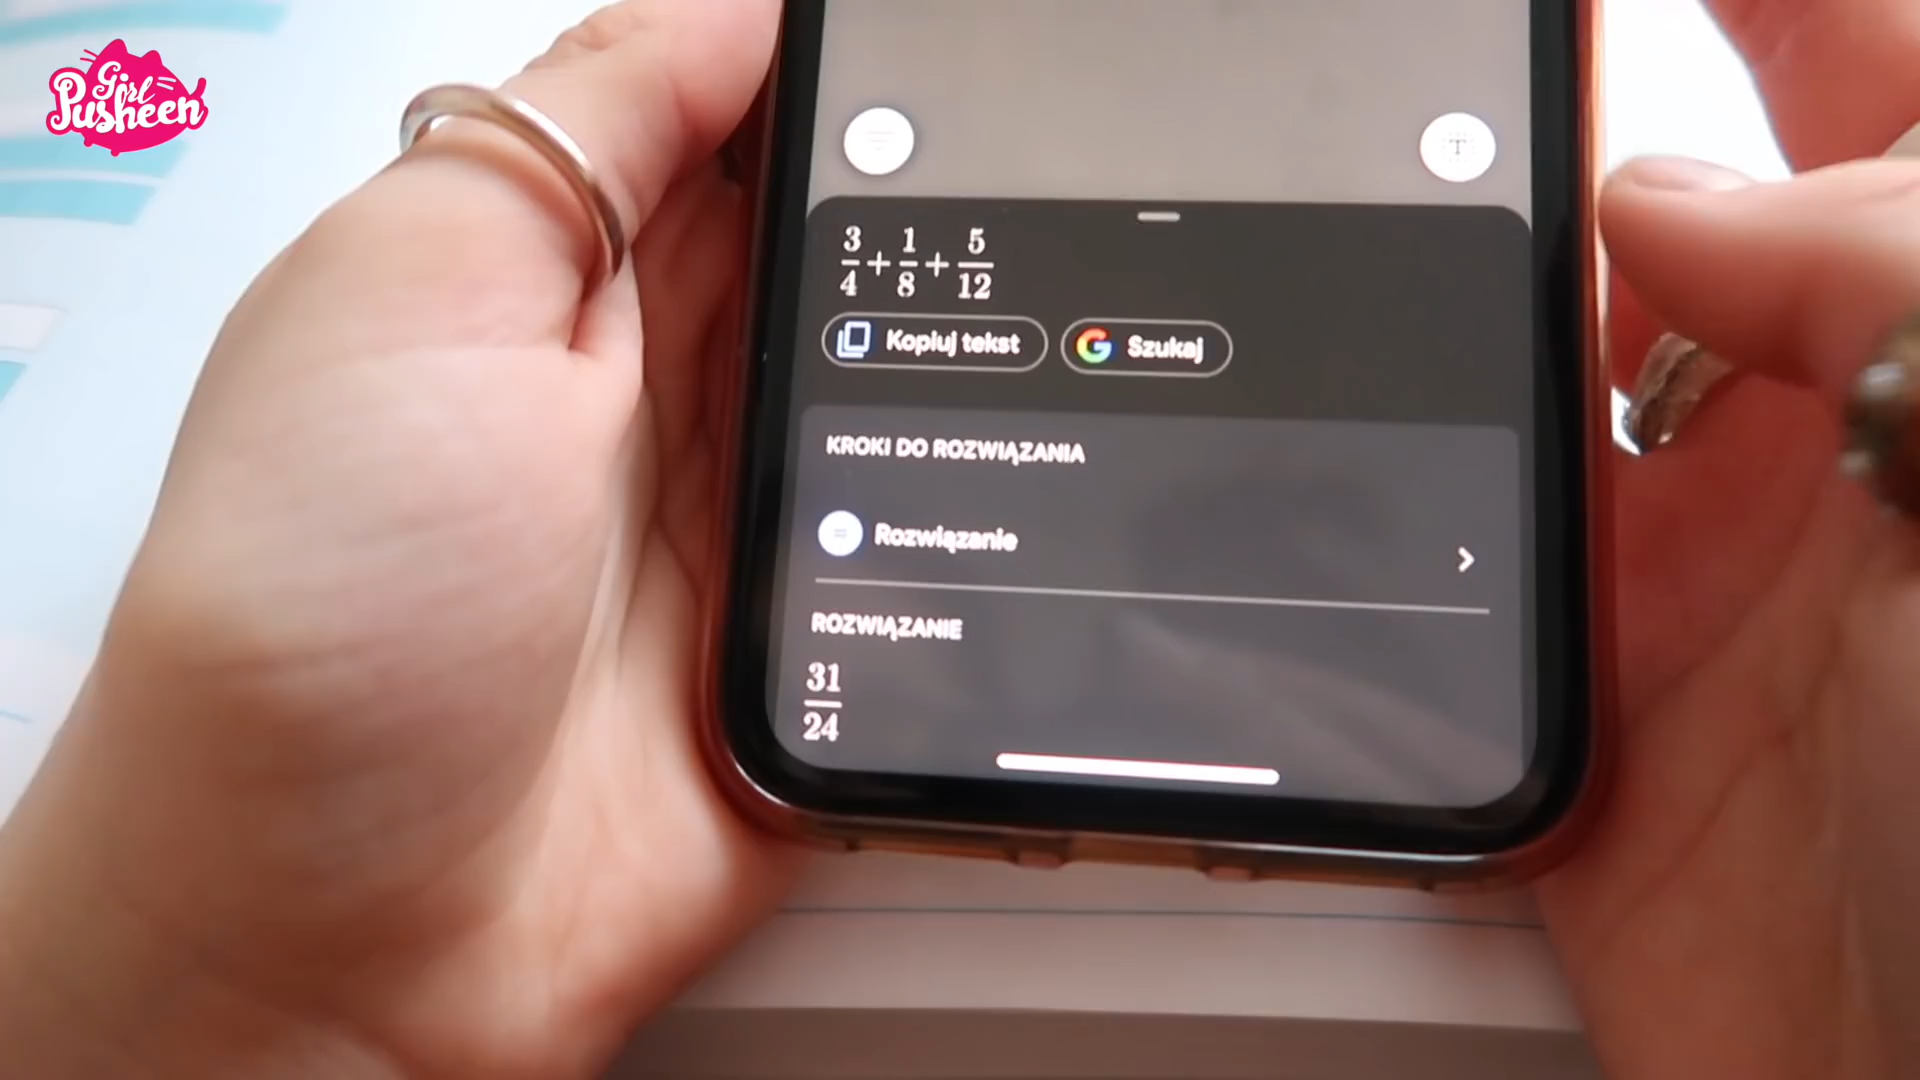 Girl
Pusheen
T
3/4 + 1/8 + 5/12
Kopiuj tekst
G Szukaj
KROKI DO ROZWIĄZANIA
= Rozwiązanie
ROZWIĄZANIE
31/24